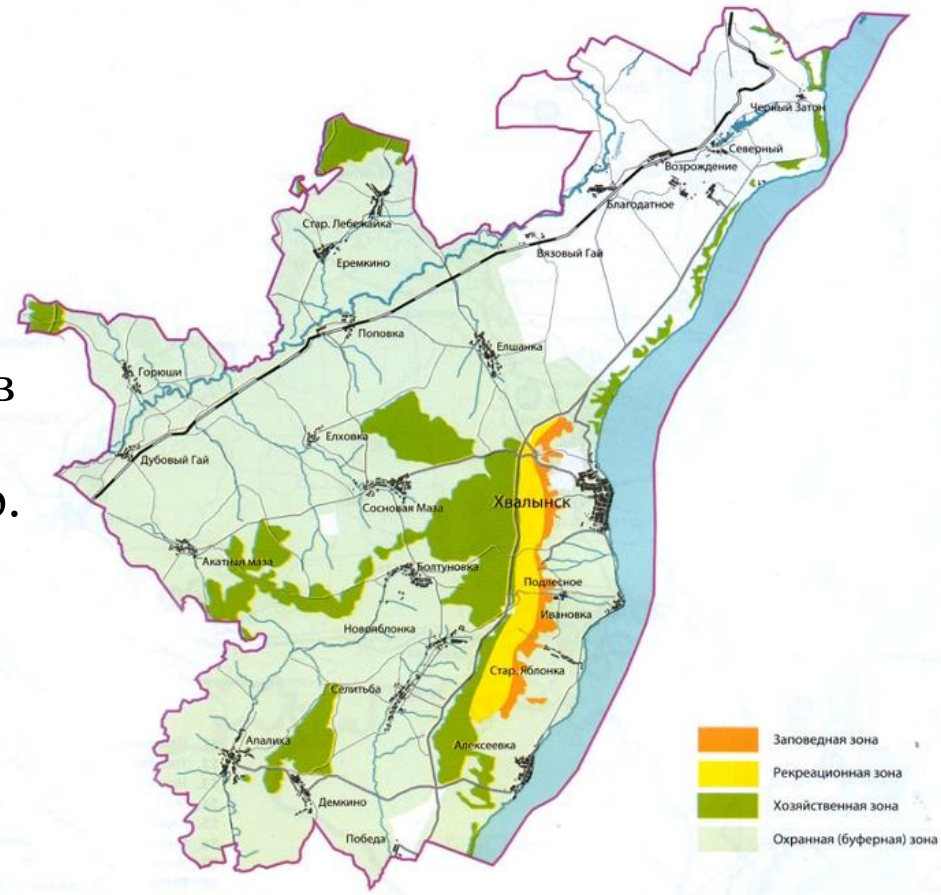 Черный Затон
Северный
Возрождение
Благодатное
Вязовый Гай
Стар. Лебежайка
Еремкино
Поповка
Елшанка
Горюши
в
Елховка
Дубовый Гай
о.
Сосновая Маза
Хвалынск
Акатная маза
Болтуновка
Подлесное
Ивановка
Новояблонка
Стар. Яблонка
Селитьба
Апалиха
Алексеевка
Демкино
Победа
Заповедная зона
Рекреационная зона
Хозяйственная зона
Охранная (буферная) зона